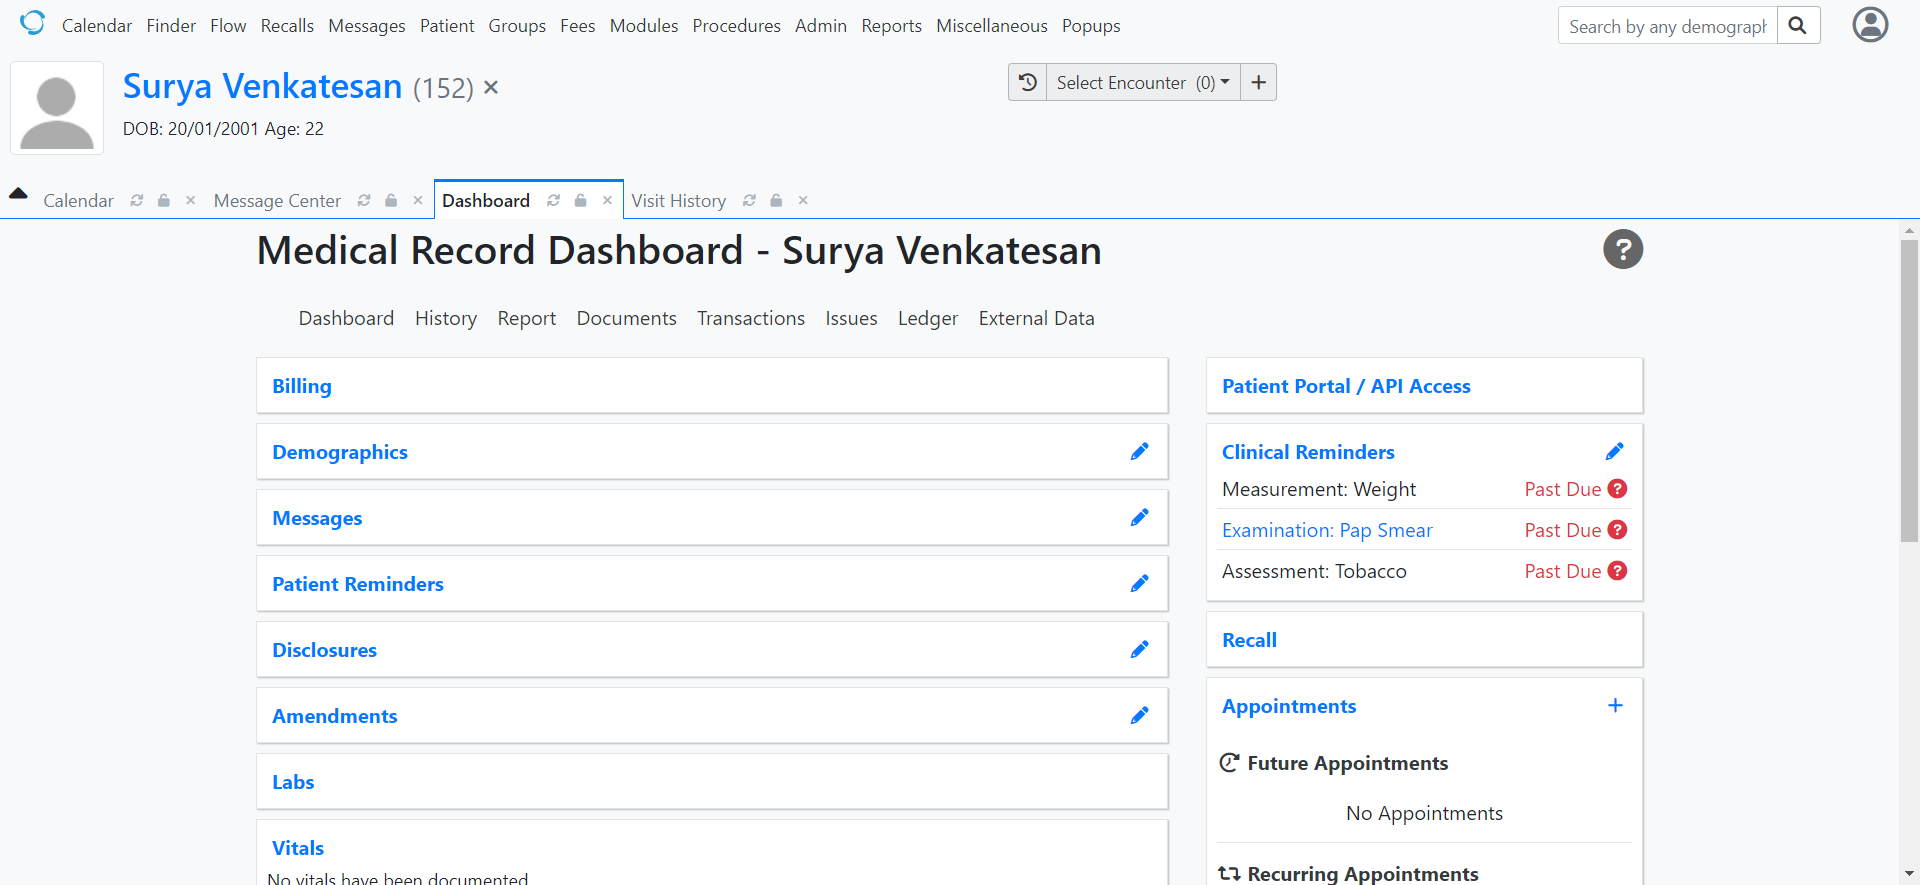 Calendar Finder Flow Recalls Messages Patient Groups Fees Modules Procedures Admin Reports Miscellaneous Popups
Search by any demograph
Surya Venkatesan (152) ×
Select Encounter (0)
DOB: 20/01/2001 Age: 22
Calendar Message Center Dashboard Visit History
Medical Record Dashboard - Surya Venkatesan
Dashboard History Report Documents Transactions Issues Ledger External Data
Billing
Demographics
Messages
Patient Reminders
Disclosures
Amendments
Labs
Vitals
No vitals have been documented
Patient Portal / API Access
Clinical Reminders
Measurement: Weight Past Due
Examination: Pap Smear Past Due
Assessment: Tobacco Past Due
Recall
Appointments
Future Appointments
No Appointments
Recurring Appointments